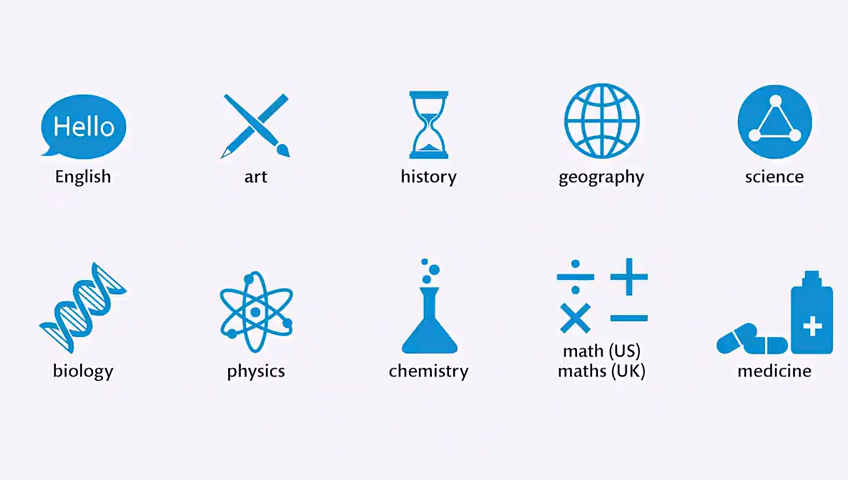 Hello
English
art
history
geography
science
biology
physics
chemistry
math (US)
maths (UK)
medicine